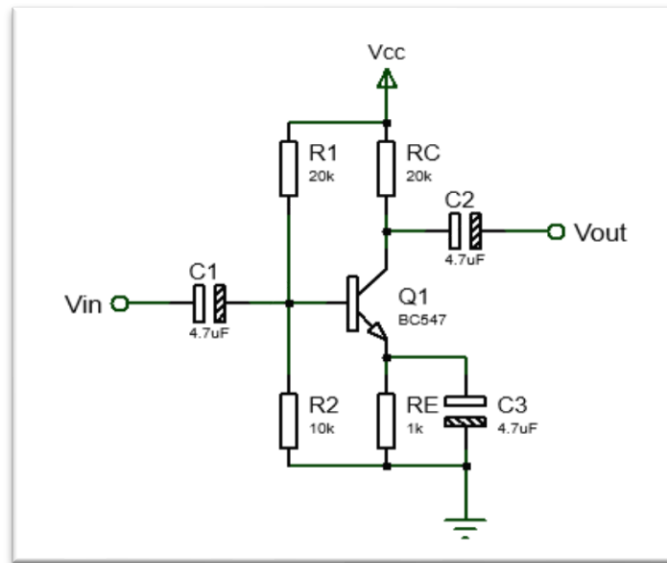 Vcc
R1
20k
RC
20k
C2
4.7uF
Vout
C1
4.7uF
Vin
Q1
BC547
R2
10k
RE
1k
C3
4.7uF